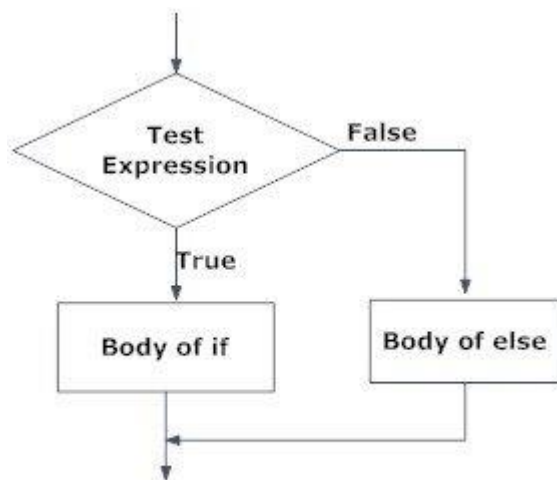 Test
Expression
False
True
Body of if
Body of else